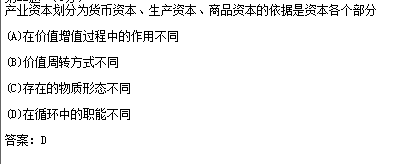 产业资本划分为货币资本、生产资本、商品资本的依据是资本各个部分
(A)在价值增值过程中的作用不同
(B)价值周转方式不同
(C)存在的物质形态不同
(D)在循环中的职能不同
答案：D